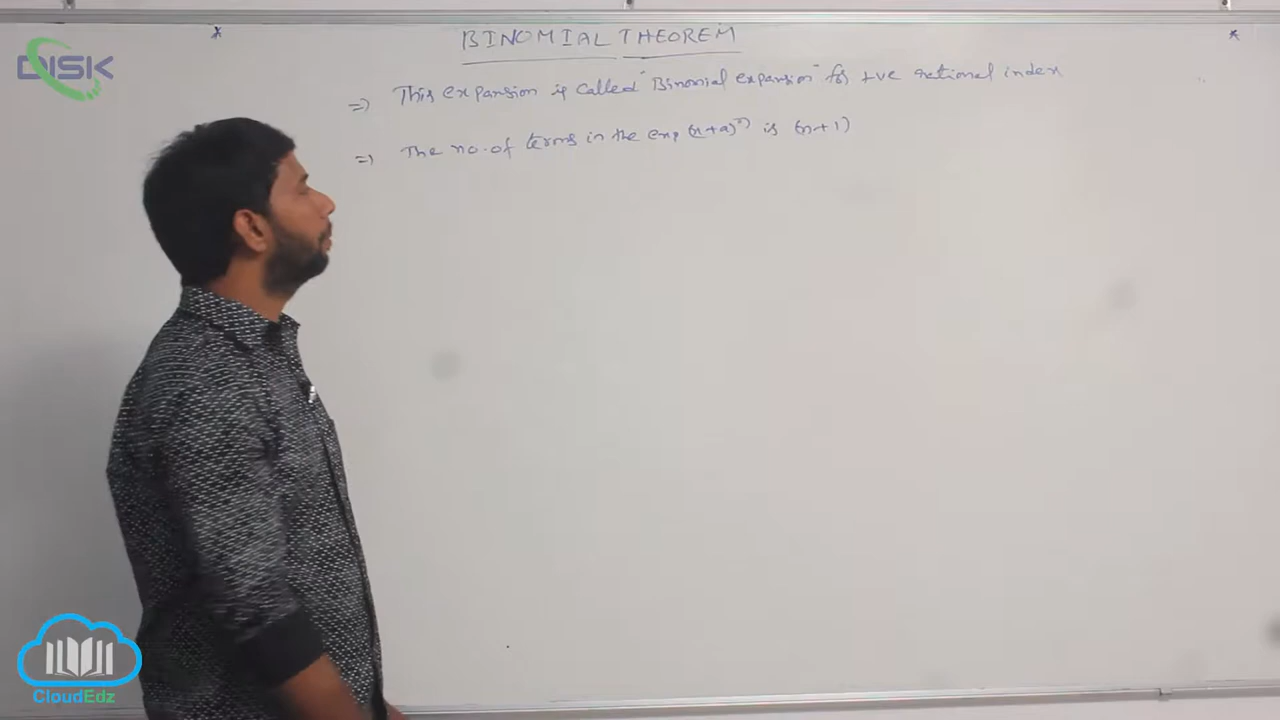 DISK
BINOMIAL THEOREM
=) This expansion is called "Binomial expansion" for +ve rational index
=) The no. of terms in the exp (x+a)ⁿ is (n+1)
CloudEdz